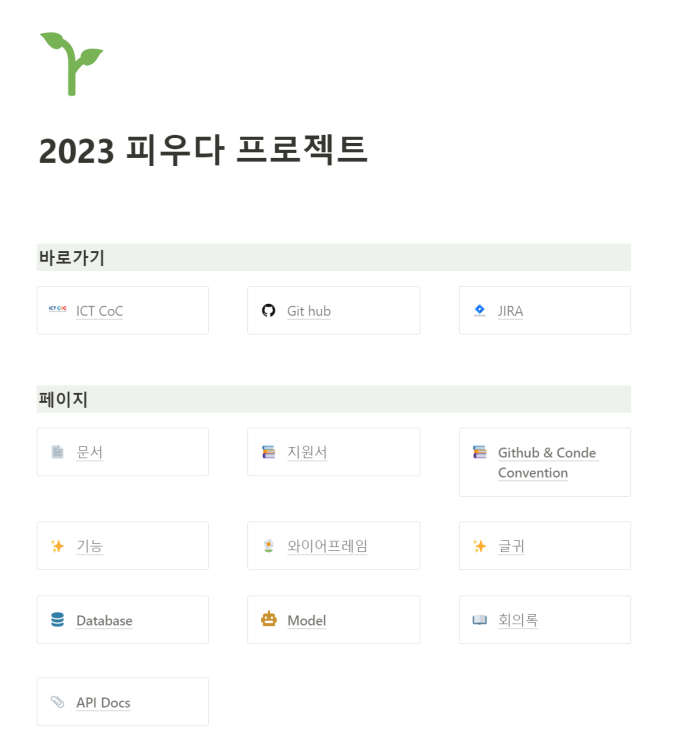 2023 피우다 프로젝트
바로가기
ICT CoC ICT CoC
Git hub
JIRA
페이지
문서
지원서
Github & Conde
Convention
기능
와이어프레임
글귀
Database
Model
회의록
API Docs